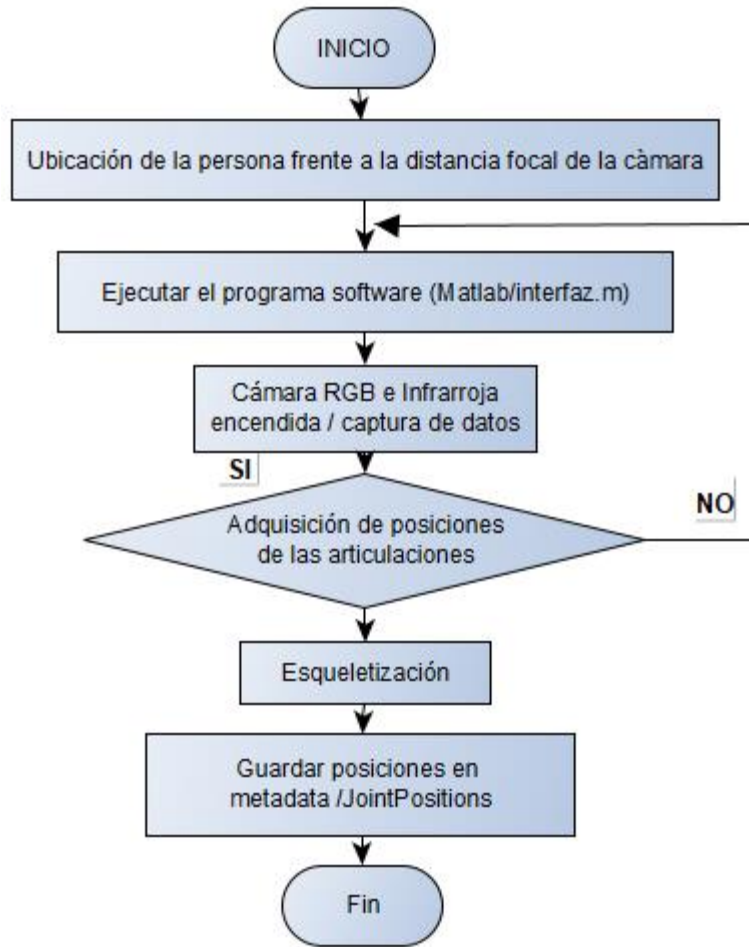 INICIO
Ubicación de la persona frente a la distancia focal de la càmara
Ejecutar el programa software (Matlab/interfaz.m)
Cámara RGB e Infrarroja
encendida / captura de datos
SI
NO
Adquisición de posiciones
de las articulaciones
Esqueletización
Guardar posiciones en
metadata /JointPositions
Fin